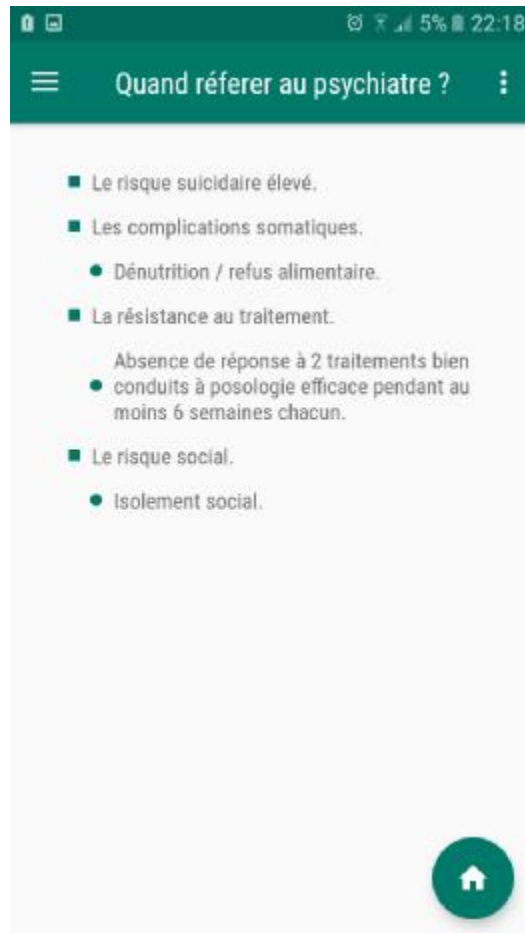 5% 22:18
Quand réferer au psychiatre ?
Le risque suicidaire élevé.
Les complications somatiques.
Dénutrition / refus alimentaire.
La résistance au traitement.
Absence de réponse à 2 traitements bien
conduits à posologie efficace pendant au
moins 6 semaines chacun.
Le risque social.
Isolement social.